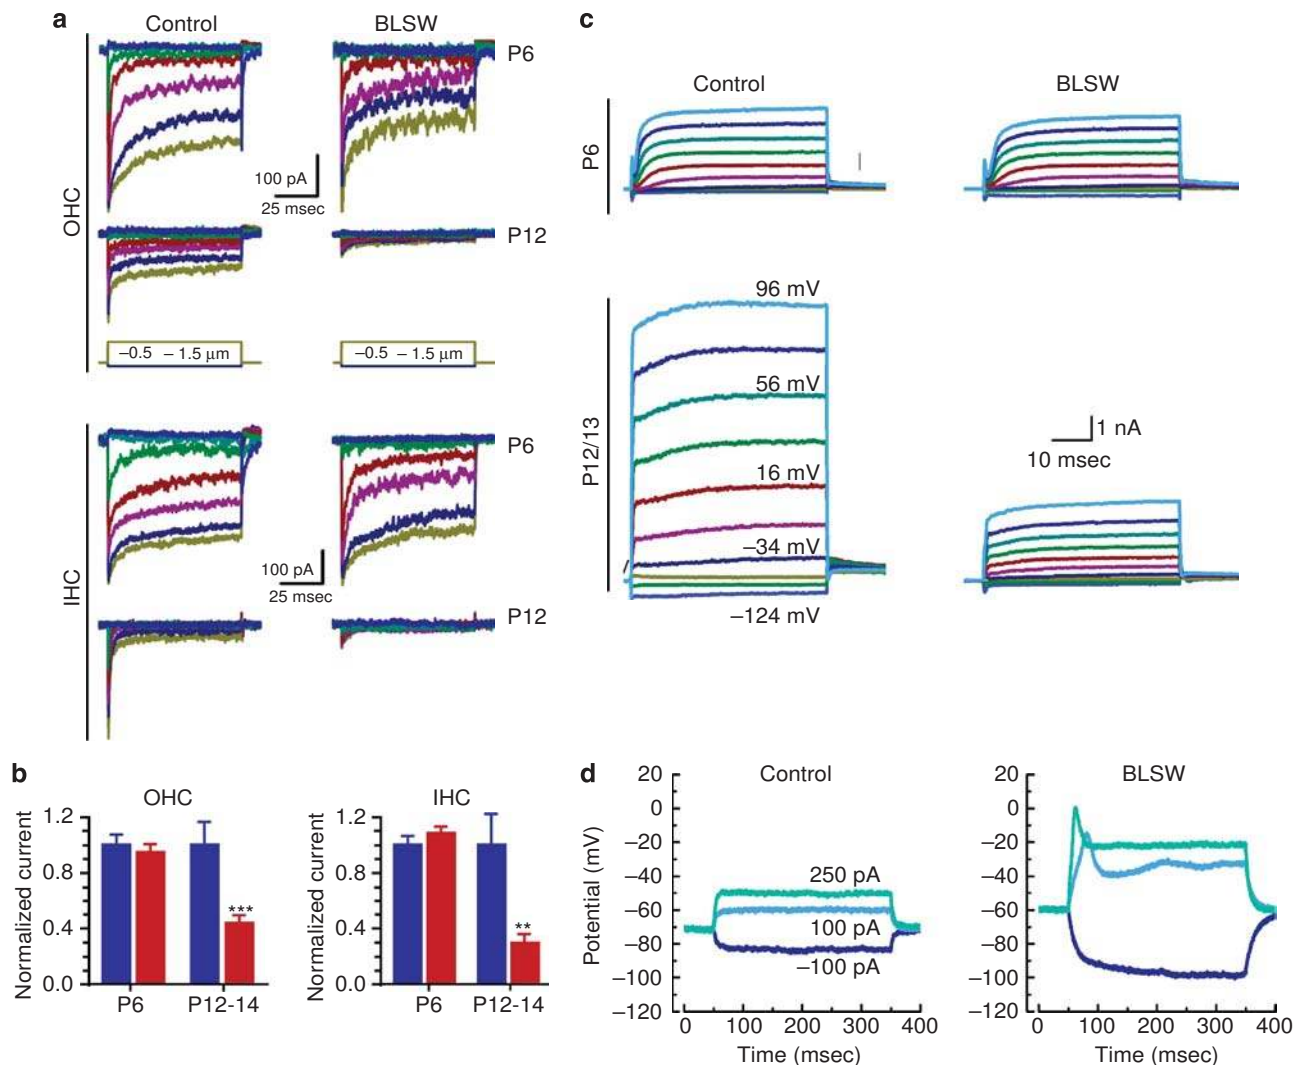 a
Control
BLSW
P6
OHC
100 pA
25 msec
P12
–0.5 – 1.5 µm
–0.5 – 1.5 µm
P6
IHC
100 pA
25 msec
P12
b
OHC
Normalized current
1.2
0.8
0.4
0.0
***
P6
P12-14
IHC
Normalized current
1.2
0.8
0.4
0.0
**
P6
P12-14
c
Control
BLSW
P6
P12/13
96 mV
56 mV
16 mV
–34 mV
–124 mV
1 nA
10 msec
d
Control
Potential (mV)
20
0
–20
–40
–60
–80
–100
–120
250 pA
100 pA
–100 pA
0 100 200 300 400
Time (msec)
BLSW
20
0
–20
–40
–60
–80
–100
–120
0 100 200 300 400
Time (msec)